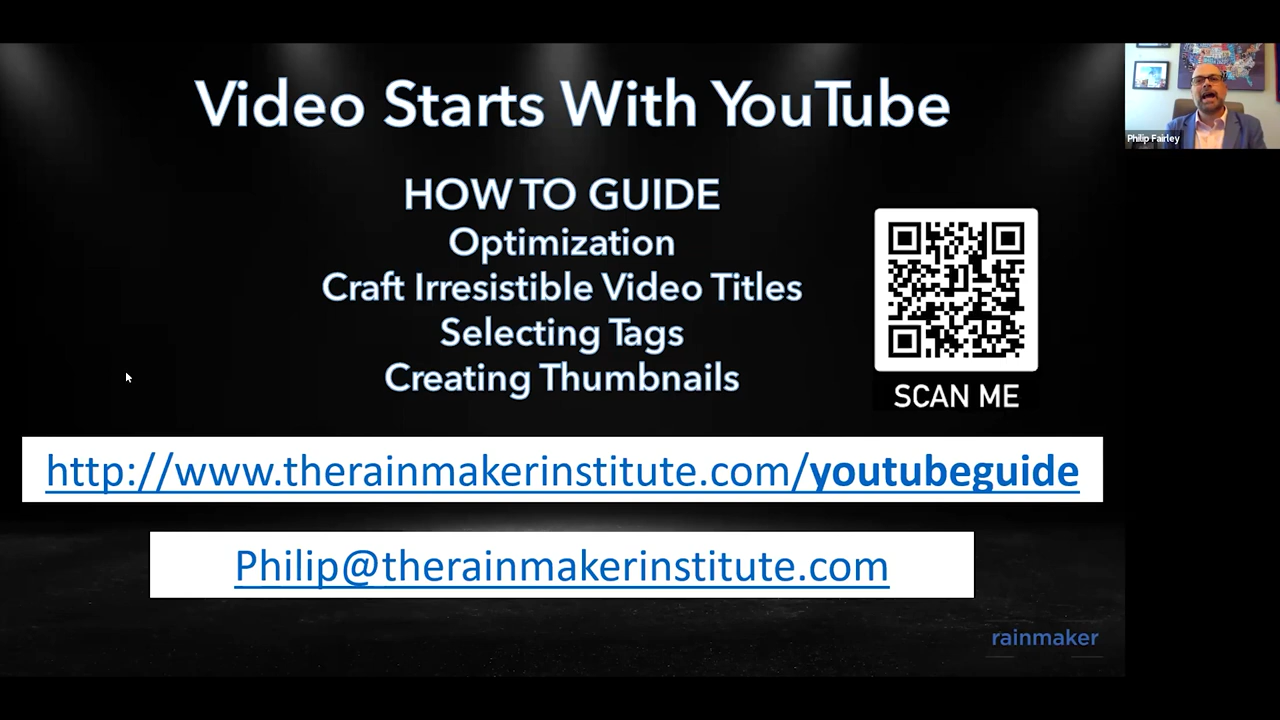 Video Starts With YouTube
HOW TO GUIDE
Optimization
Craft Irresistible Video Titles
Selecting Tags
Creating Thumbnails
SCAN ME
http://www.therainmakerinstitute.com/youtubeguide
Philip@therainmakerinstitute.com
rainmaker
Philip Fairley